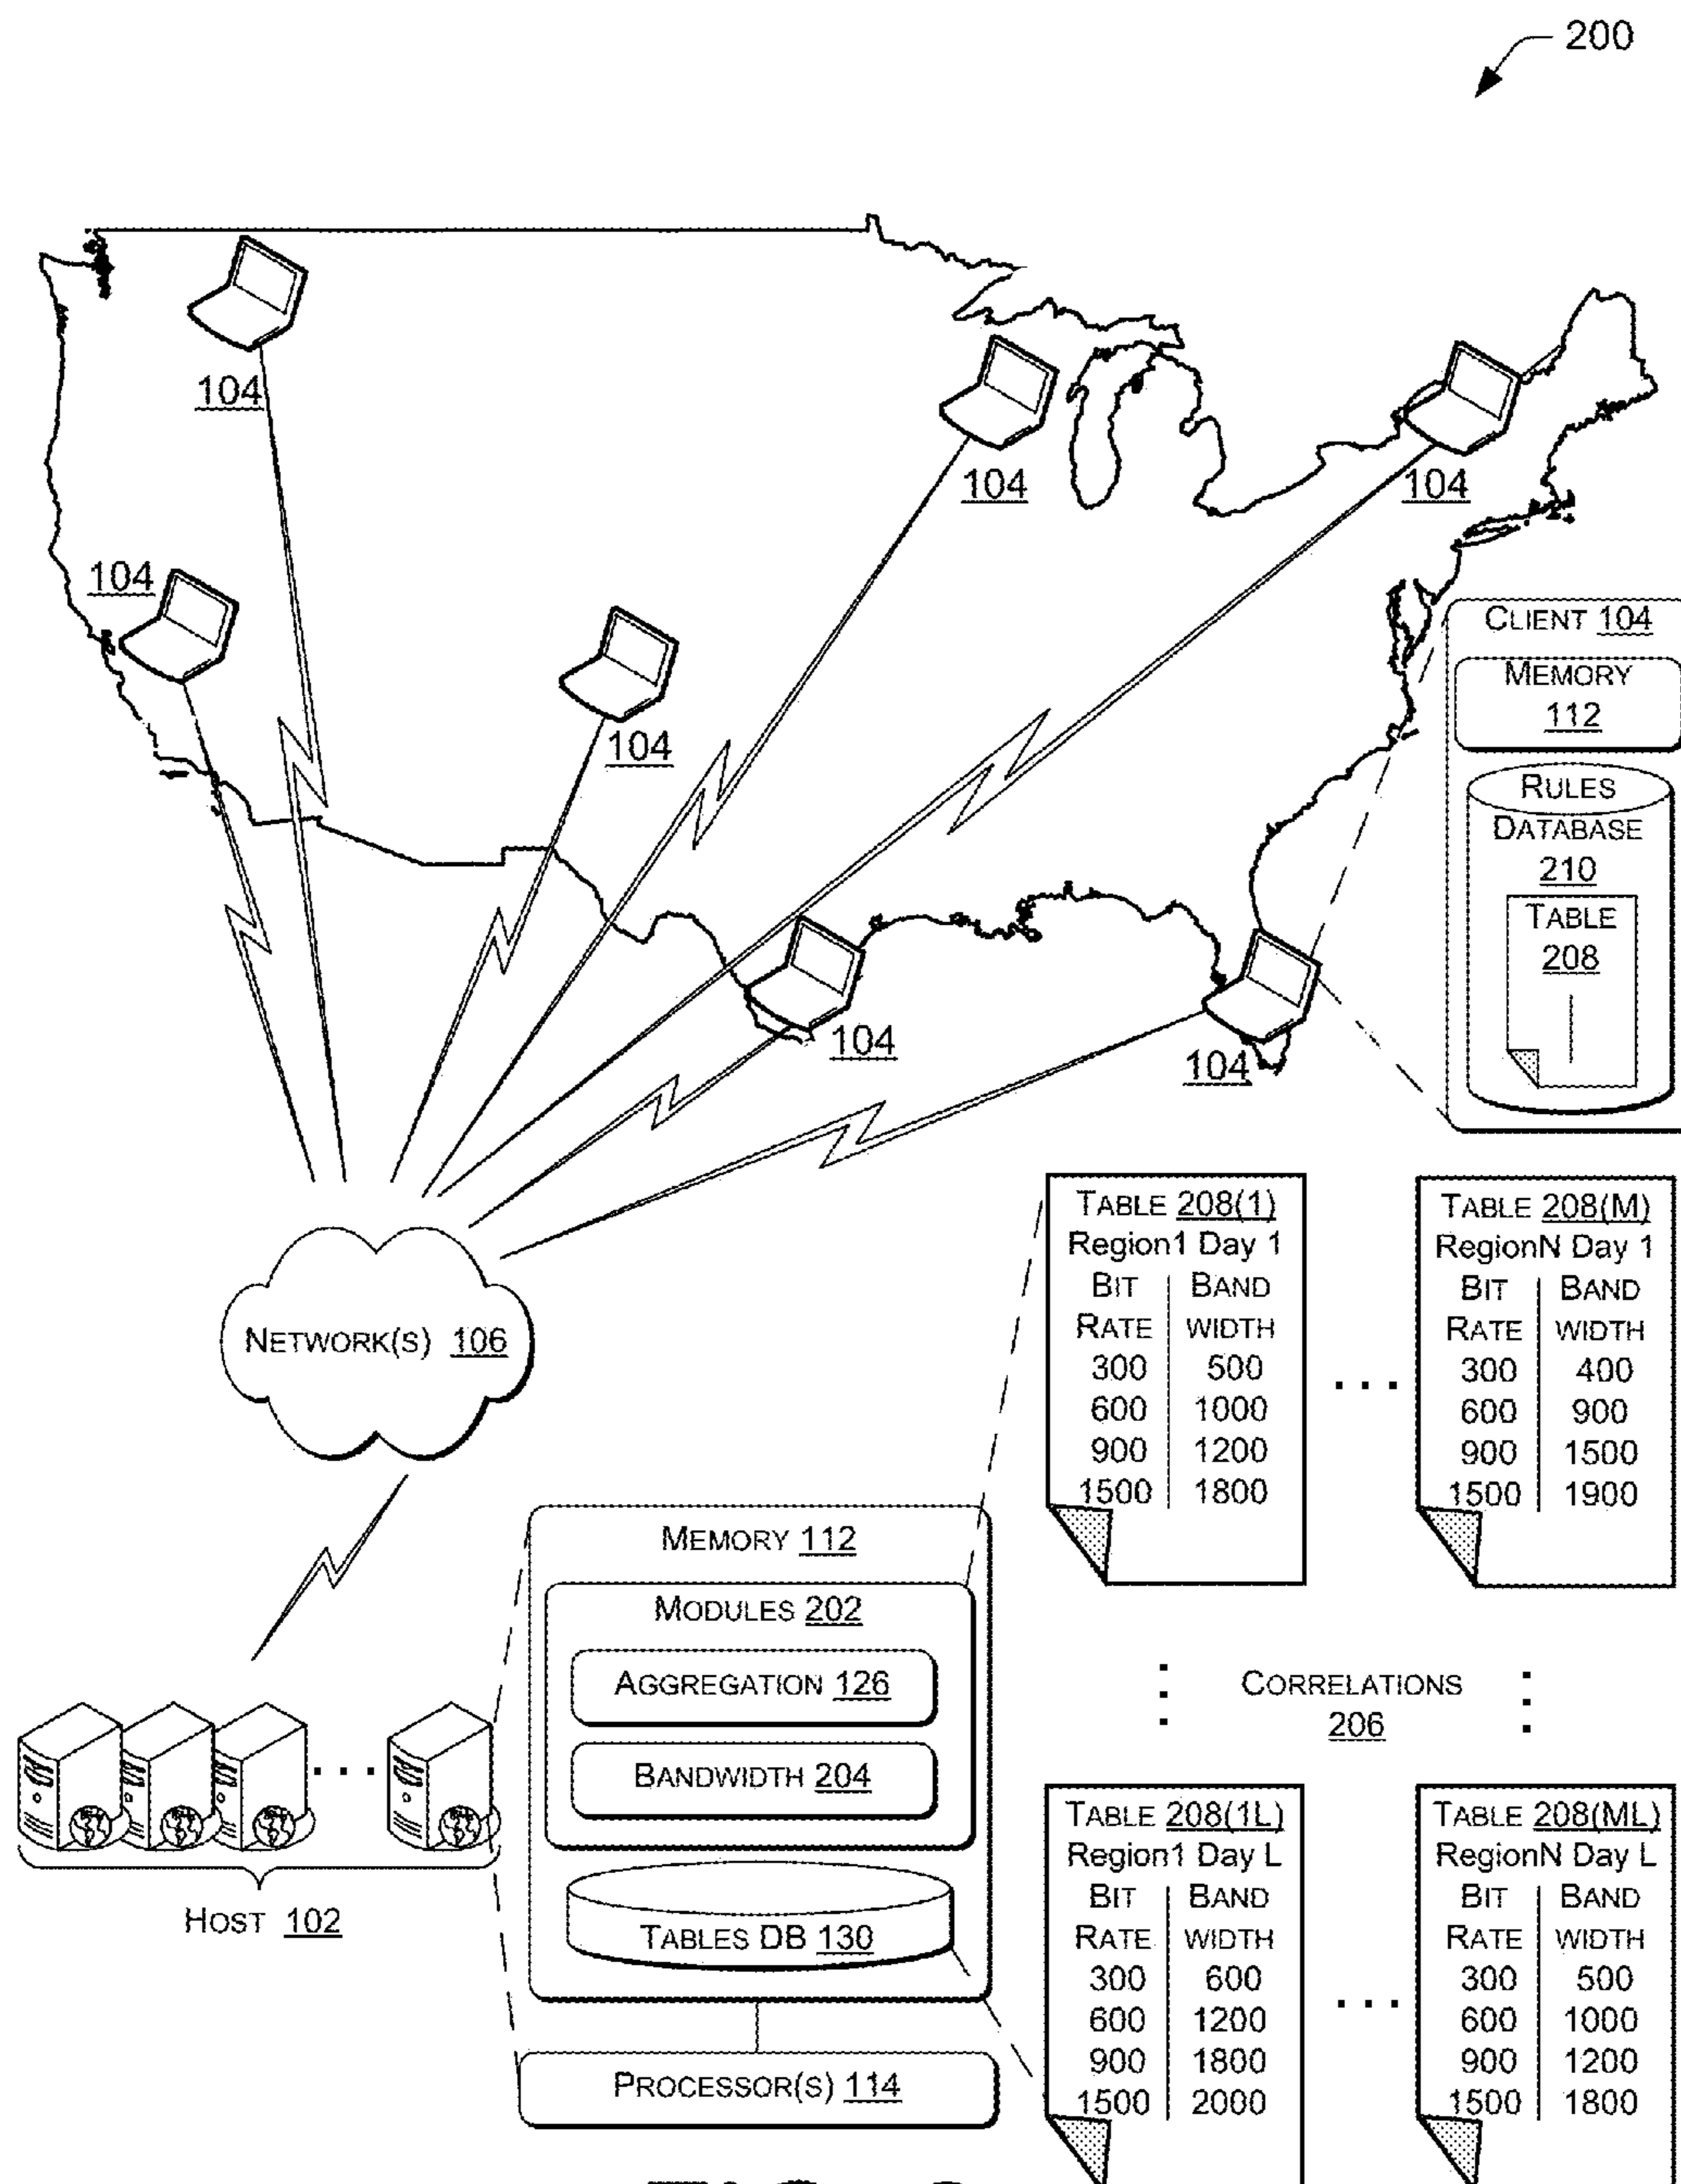 200
104
104
104
104
104
104
104
CLIENT 104
MEMORY
112
RULES
DATABASE
210
TABLE
208
NETWORK(S) 106
TABLE 208(1)
Region1 Day 1
BIT | BAND
RATE | WIDTH
300 | 500
600 | 1000
900 | 1200
1500 | 1800
...
TABLE 208(M)
RegionN Day 1
BIT | BAND
RATE | WIDTH
300 | 400
600 | 900
900 | 1500
1500 | 1900
MEMORY 112
MODULES 202
AGGREGATION 126
BANDWIDTH 204
TABLES DB 130
PROCESSOR(S) 114
...
HOST 102
CORRELATIONS
206
TABLE 208(1L)
Region1 Day L
BIT | BAND
RATE | WIDTH
300 | 600
600 | 1200
900 | 1800
1500 | 2000
...
TABLE 208(ML)
RegionN Day L
BIT | BAND
RATE | WIDTH
300 | 500
600 | 1000
900 | 1200
1500 | 1800